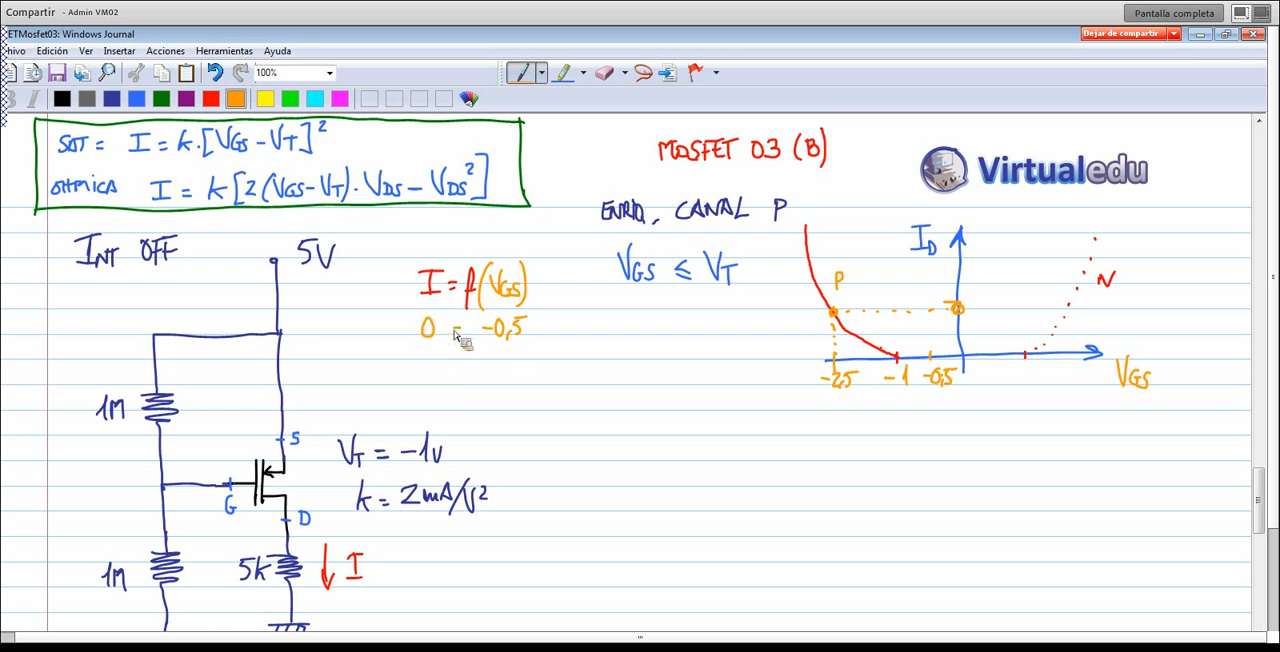 Compartir - Admin VM02
Pantalla completa
ETMosfet03: Windows Journal
Dejar de compartir
hivo Edición Ver Insertar Acciones Herramientas Ayuda
100%
B I
SAT = I = K.[VGS - VT]²
OHMICA I = K[2(VGS-VT).VDS - VDS²]
MOSFET 03 (B)
Virtualedu
ENRIQ. CANAL P
INT OFF 5V
I = f(VGS)
0 - -0,5
VGS ≤ VT
ID
P
N
-2,5 -1 -0,5
VGS
1M
S
VT = -1V
G
K = 2mA/V²
D
1M
5K
I